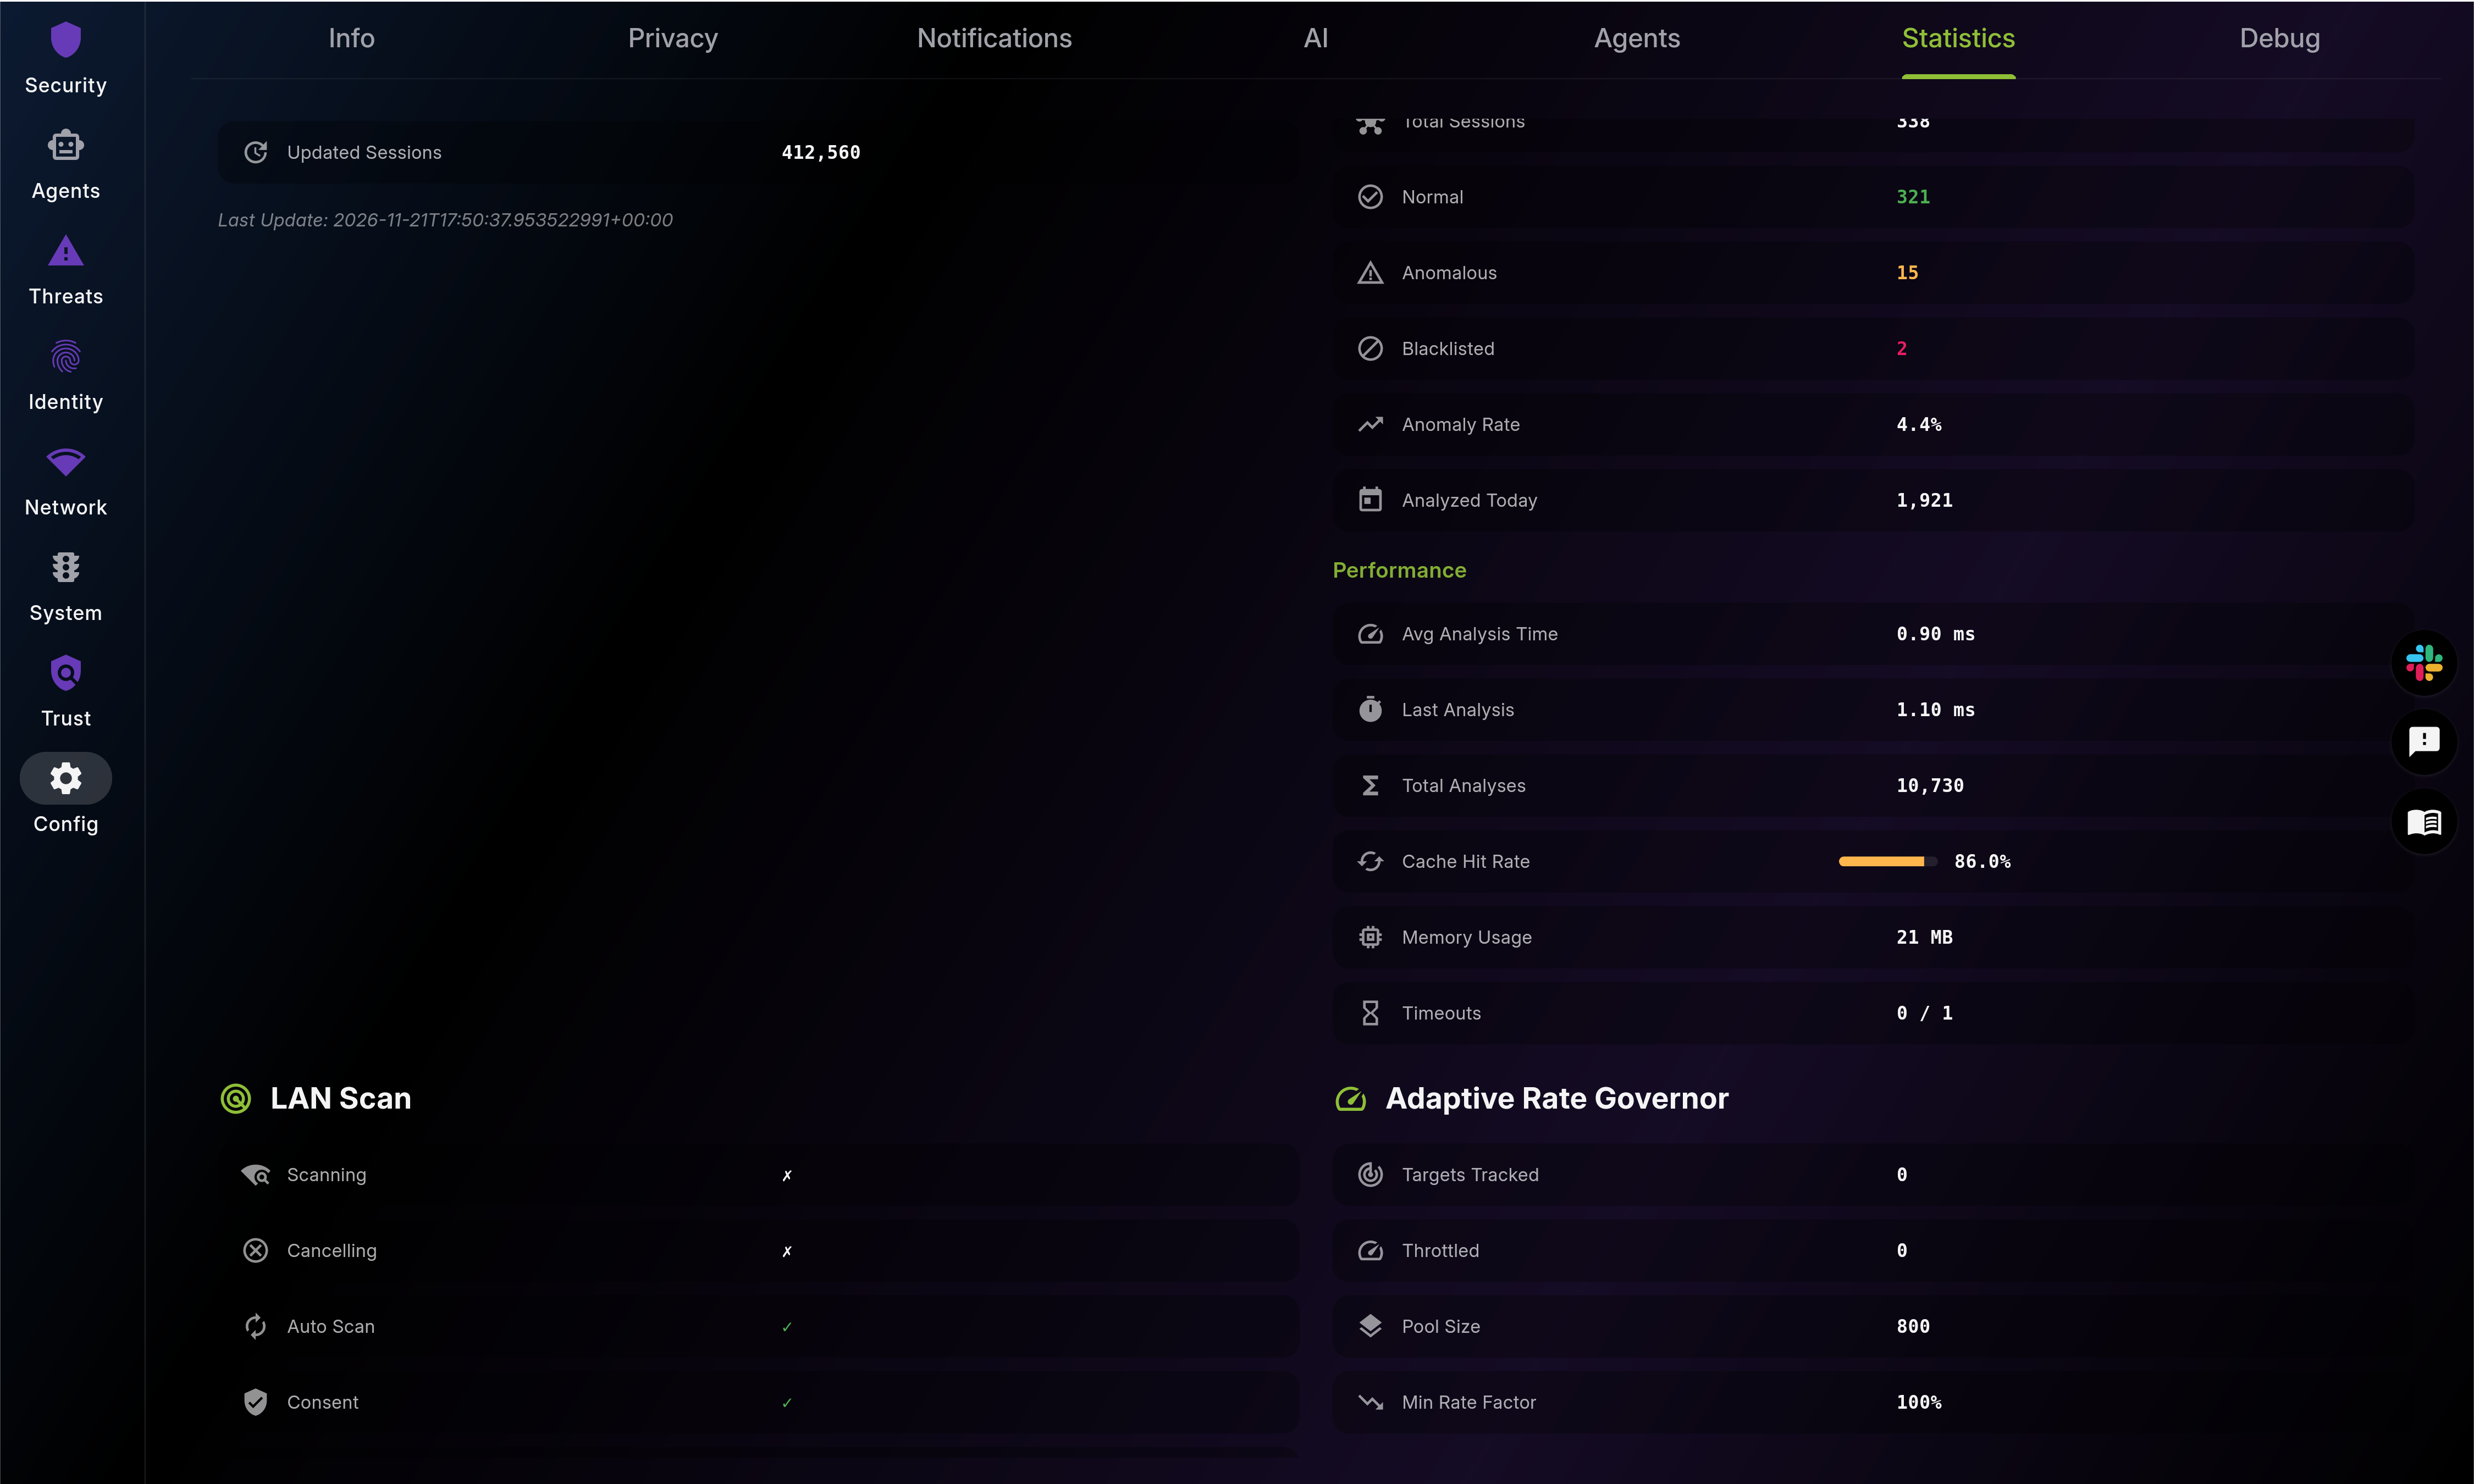 Info Privacy Notifications AI Agents Statistics Debug
Security
Agents
Threats
Identity
Network
System
Trust
Config
Updated Sessions 412,560
Last Update: 2026-11-21T17:50:37.953522991+00:00
Total Sessions 338
Normal 321
Anomalous 15
Blacklisted 2
Anomaly Rate 4.4%
Analyzed Today 1,921
Performance
Avg Analysis Time 0.90 ms
Last Analysis 1.10 ms
Total Analyses 10,730
Cache Hit Rate 86.0%
Memory Usage 21 MB
Timeouts 0 / 1
LAN Scan
Scanning ✗
Cancelling ✗
Auto Scan ✓
Consent ✓
Adaptive Rate Governor
Targets Tracked 0
Throttled 0
Pool Size 800
Min Rate Factor 100%